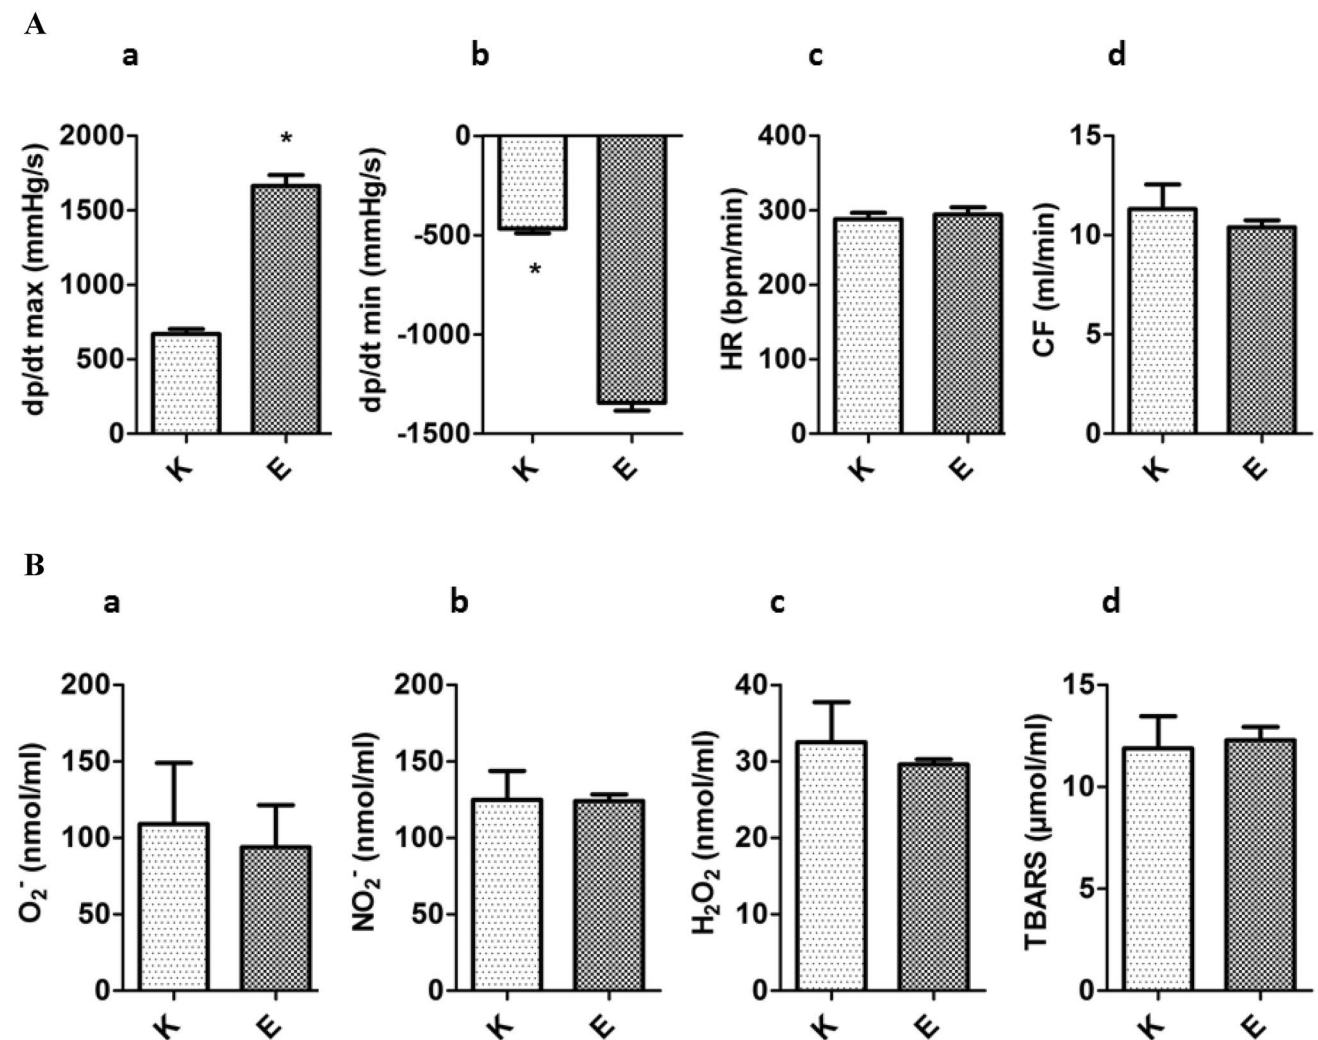 A
a
b
c
d
dp/dt max (mmHg/s)
2000
1500
1000
500
0
*
K
E
dp/dt min (mmHg/s)
0
-500
-1000
-1500
*
K
E
HR (bpm/min)
400
300
200
100
0
K
E
CF (ml/min)
15
10
5
0
K
E
B
a
b
c
d
O₂⁻ (nmol/ml)
200
150
100
50
0
K
E
NO₂⁻ (nmol/ml)
200
150
100
50
0
K
E
H₂O₂ (nmol/ml)
40
30
20
10
0
K
E
TBARS (µmol/ml)
15
10
5
0
K
E